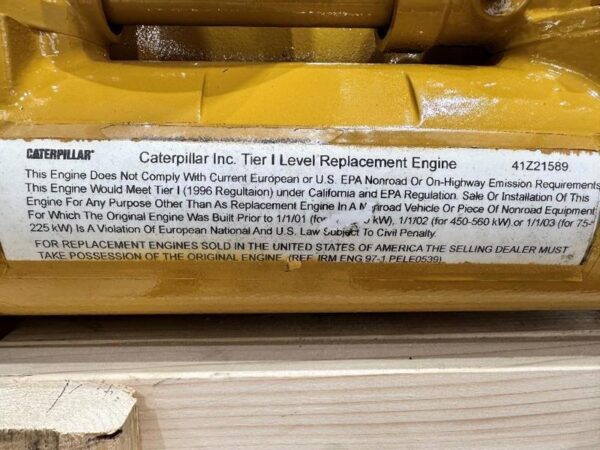 CATERPILLAR® Caterpillar Inc. Tier I Level Replacement Engine 41Z21589
This Engine Does Not Comply With Current European or U.S. EPA Nonroad Or On-Highway Emission Requirements
This Engine Would Meet Tier I (1996 Regultaion) under California and EPA Regulation. Sale Or Installation Of This
Engine For Any Purpose Other Than As Replacement Engine In A Vehicle Or Piece Of Nonroad Equipment
For Which The Original Engine Was Built Prior to 1/1/01 kW), 1/1/02 (for 450-560 kW) or 1/1/03 (for 75-
225 kW) Is A Violation Of European National And U.S. Law Subject To Civil Penalty.
FOR REPLACEMENT ENGINES SOLD IN THE UNITED STATES OF AMERICA THE SELLING DEALER MUST
TAKE POSSESSION OF THE ORIGINAL ENGINE. (REF. IRM ENG 97-1 PELE0539)